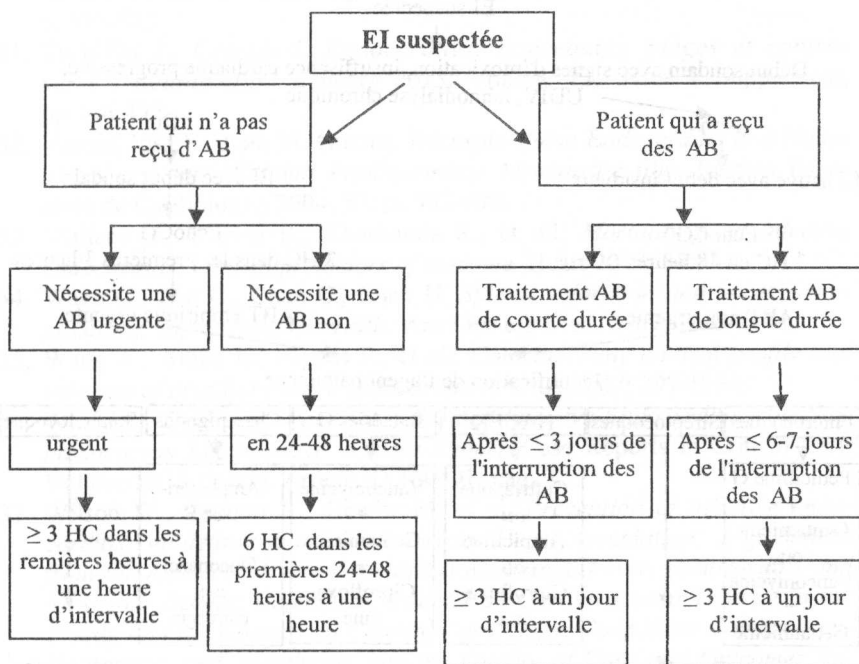 EI suspectée
Patient qui n'a pas
reçu d'AB
Patient qui a reçu
des AB
Nécessite une
AB urgente
Nécessite une
AB non
Traitement AB
de courte durée
Traitement AB
de longue durée
urgent
en 24-48 heures
Après ≤ 3 jours de
l'interruption des
AB
Après ≤ 6-7 jours
de l'interruption
des AB
≥ 3 HC dans les
remières heures à
une heure
d'intervalle
6 HC dans les
premières 24-48
heures à une
heure
≥ 3 HC à un jour
d'intervalle
≥ 3 HC à un jour
d'intervalle